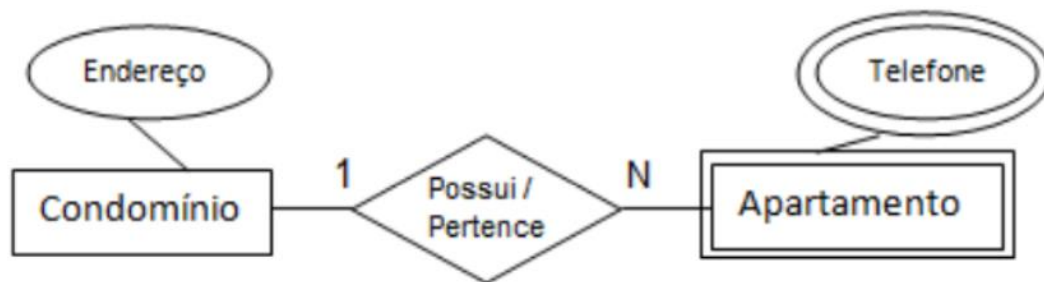 Endereço
Telefone
Condomínio
1
Possui /
Pertence
N
Apartamento